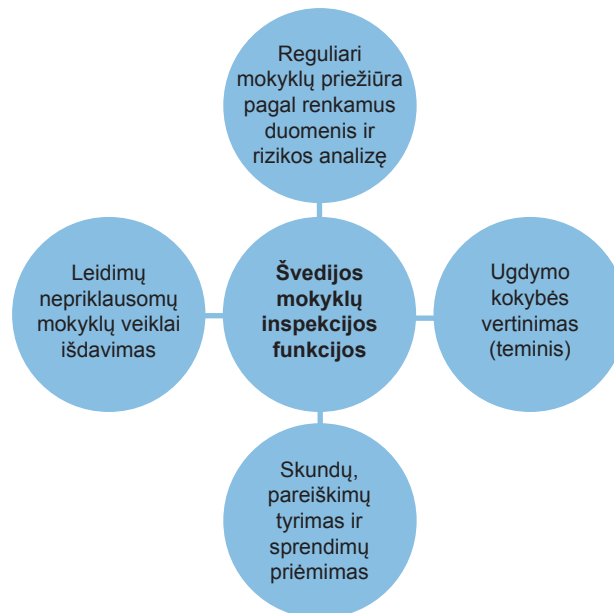 Reguliari
mokyklų priežiūra
pagal renkamus
duomenis ir
rizikos analizę
Leidimų
nepriklausomų
mokyklų veiklai
išdavimas
Švedijos
mokyklų
inspekcijos
funkcijos
Ugdymo
kokybės
vertinimas
(teminis)
Skundų,
pareiškimų
tyrimas ir
sprendimų
priėmimas